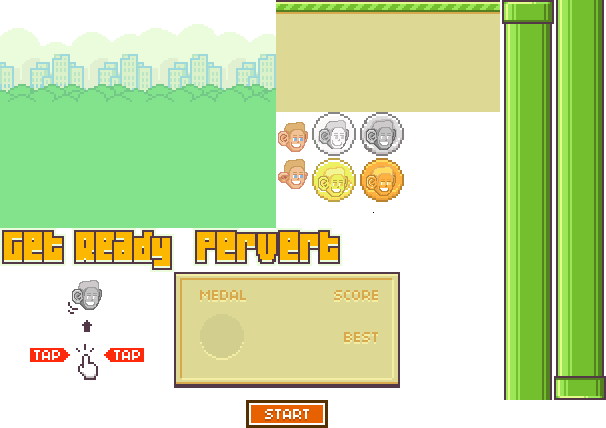 Get Ready Pervert
MEDAL SCORE
BEST
TAP TAP
START